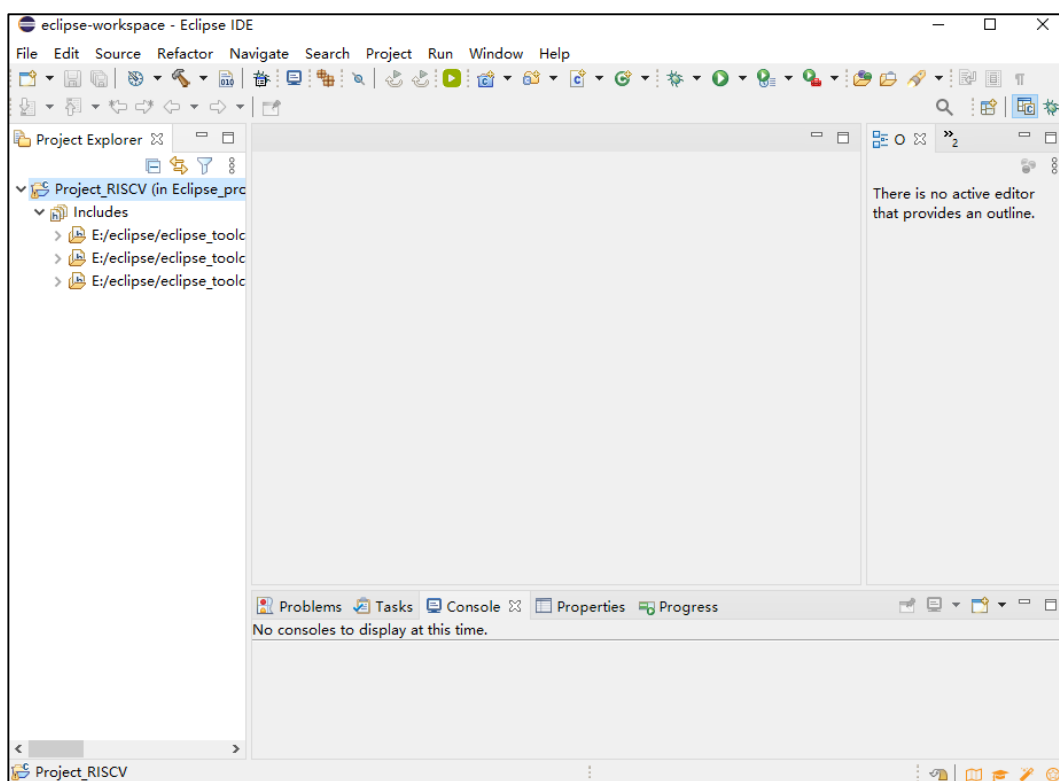 eclipse-workspace - Eclipse IDE
File Edit Source Refactor Navigate Search Project Run Window Help
Project Explorer
O
»2
Project_RISCV (in Eclipse_prc
Includes
E:/eclipse/eclipse_toolc
E:/eclipse/eclipse_toolc
E:/eclipse/eclipse_toolc
There is no active editor
that provides an outline.
Problems Tasks Console Properties Progress
No consoles to display at this time.
Project_RISCV